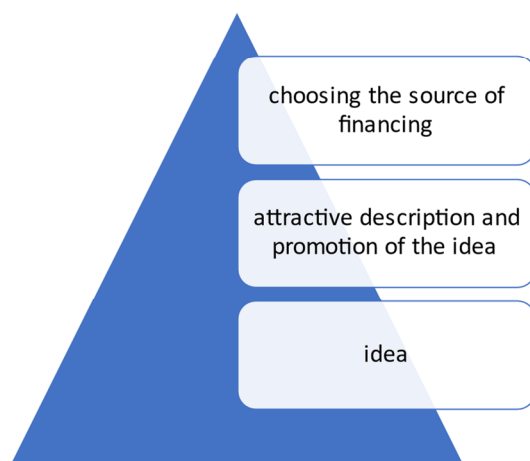 choosing the source of
financing
attractive description and
promotion of the idea
idea